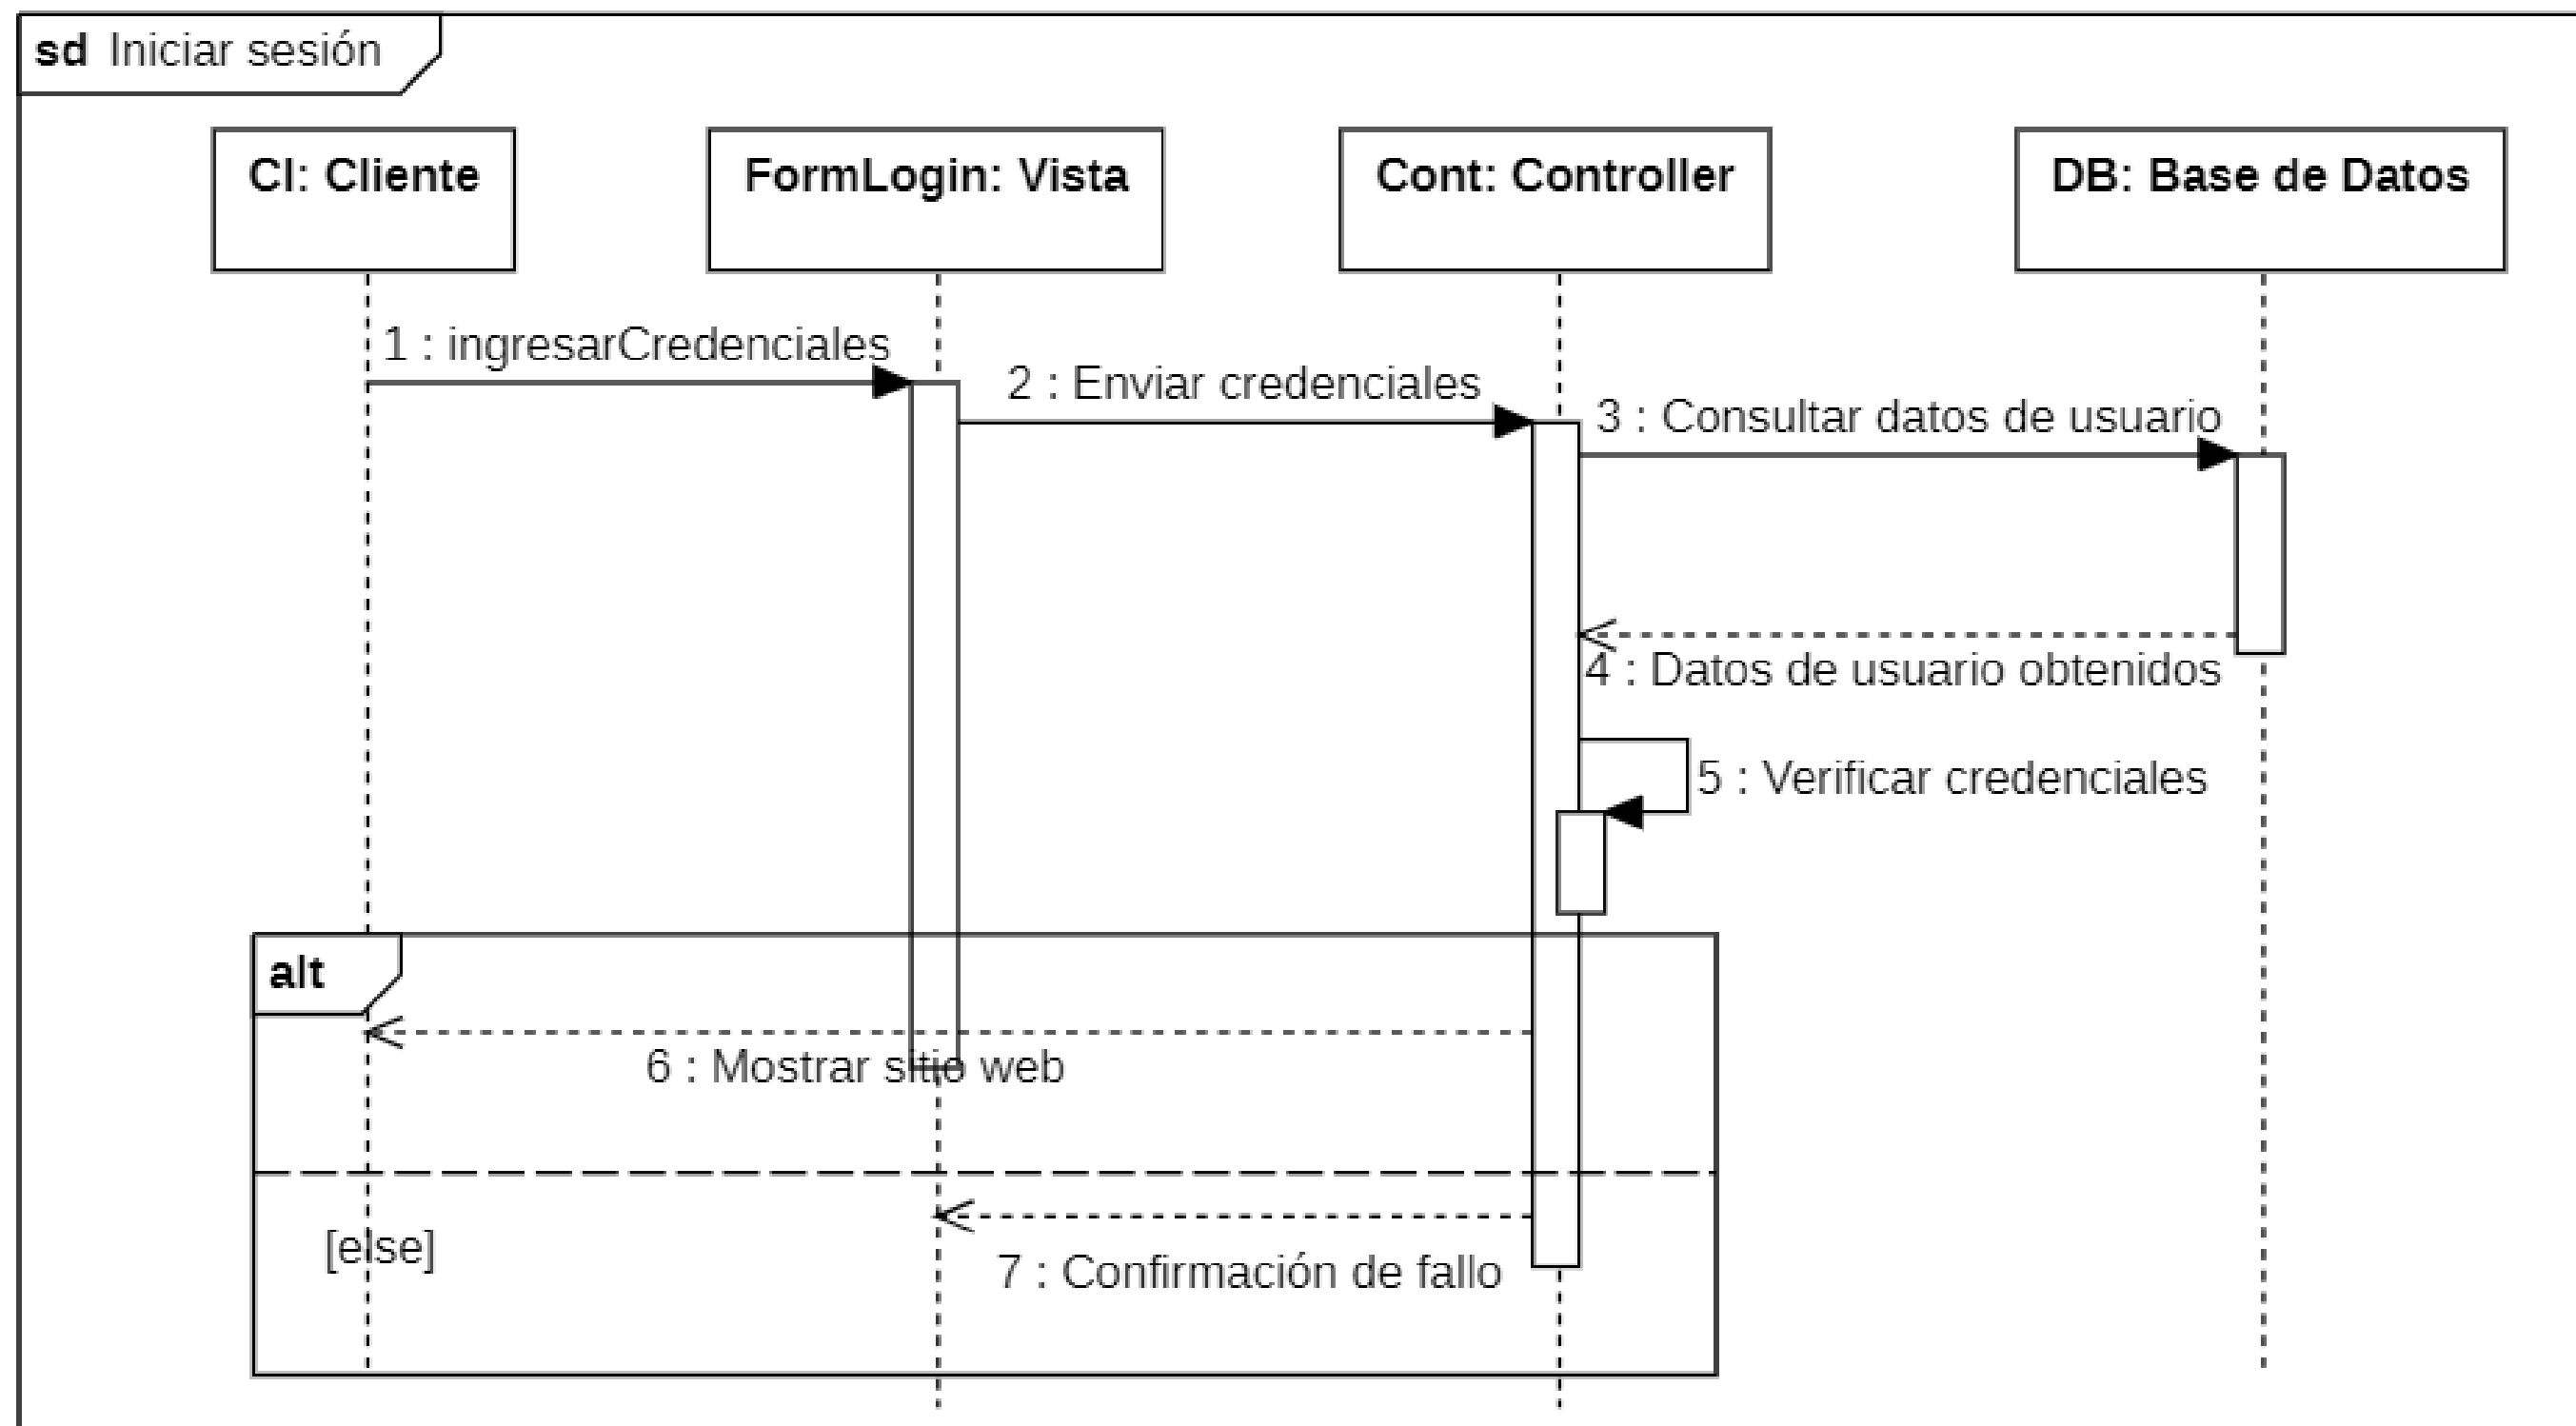 sd Iniciar sesión
Cl: Cliente
FormLogin: Vista
Cont: Controller
DB: Base de Datos
1 : ingresarCredenciales
2 : Enviar credenciales
3 : Consultar datos de usuario
4 : Datos de usuario obtenidos
5 : Verificar credenciales
alt
6 : Mostrar sitio web
[else]
7 : Confirmación de fallo